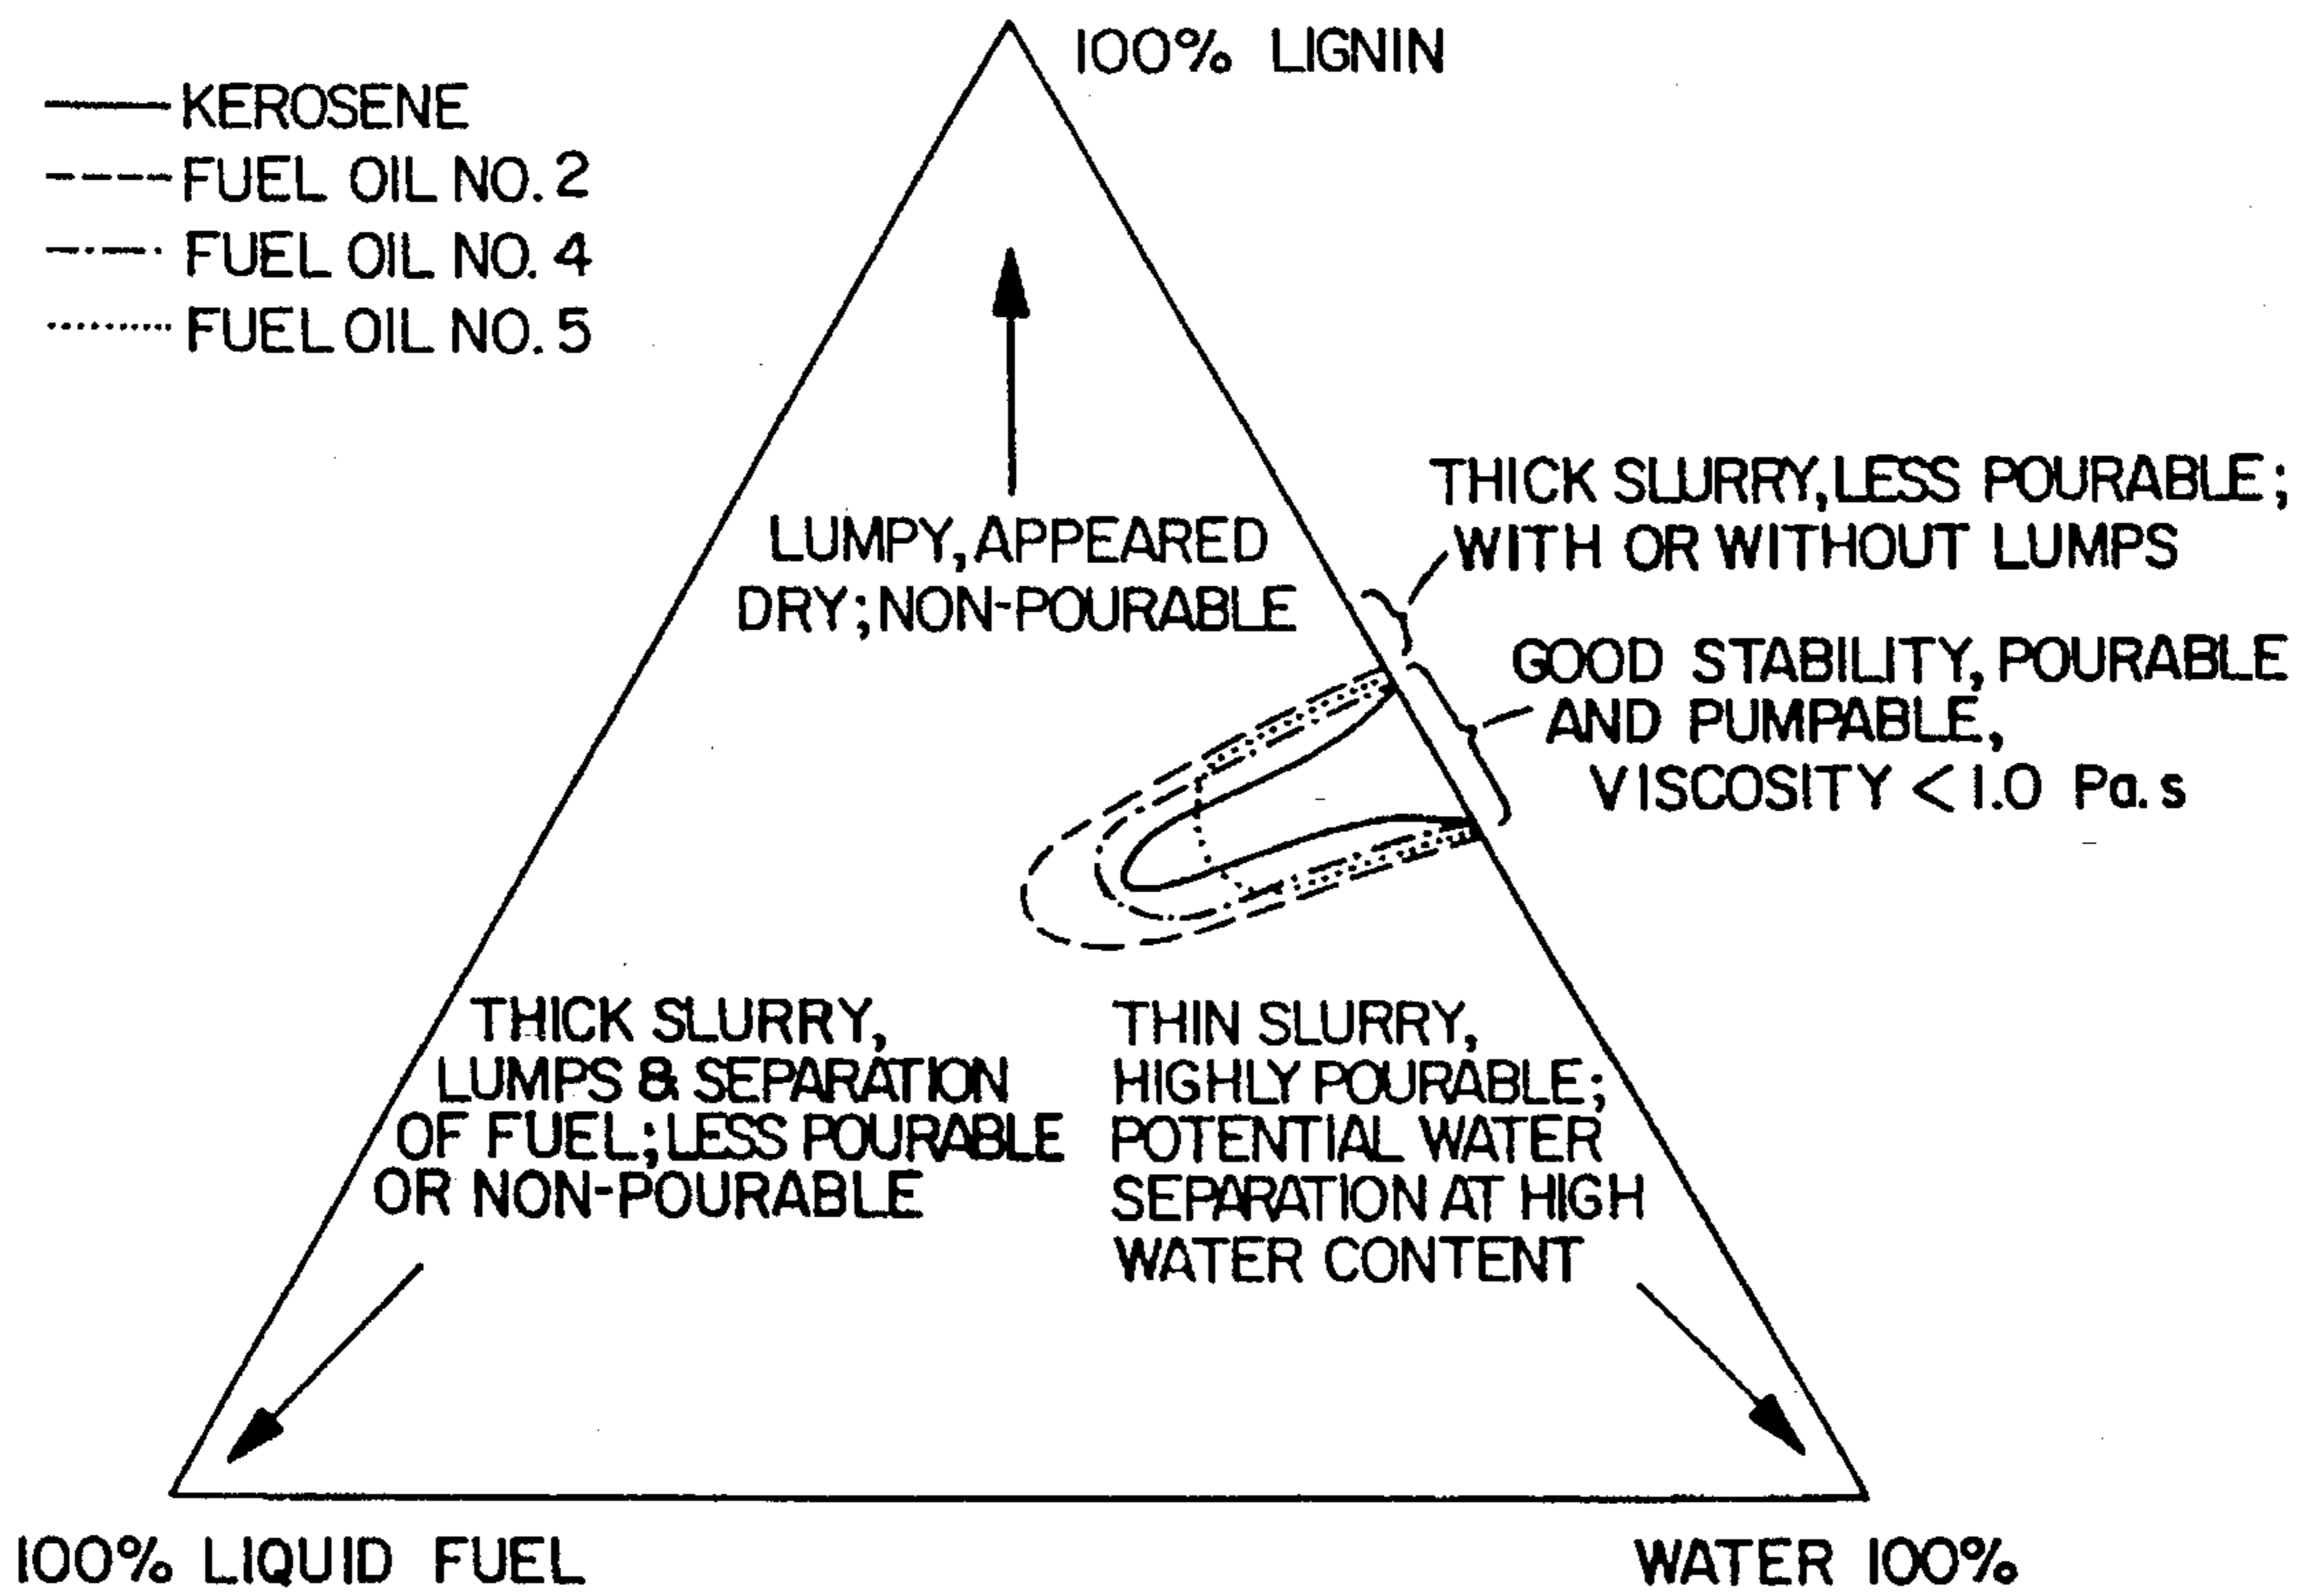 100% LIGNIN
KEROSENE
FUEL OIL NO. 2
FUEL OIL NO. 4
FUEL OIL NO. 5
THICK SLURRY, LESS POURABLE;
WITH OR WITHOUT LUMPS
LUMPY, APPEARED
DRY; NON-POURABLE
GOOD STABILITY, POURABLE
AND PUMPABLE,
VISCOSITY < 1.0 Pa.s
THICK SLURRY,
LUMPS & SEPARATION
OF FUEL; LESS POURABLE
OR NON-POURABLE
THIN SLURRY,
HIGHLY POURABLE;
POTENTIAL WATER
SEPARATION AT HIGH
WATER CONTENT
100% LIQUID FUEL
WATER 100%